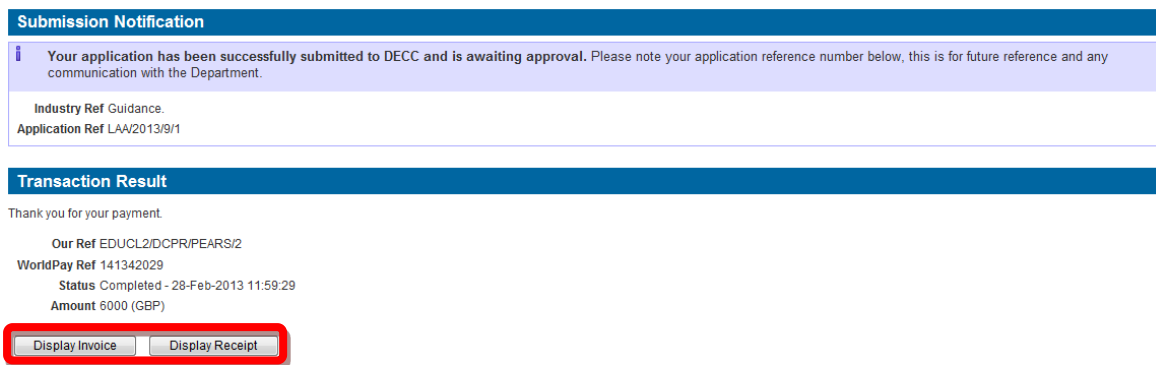 Submission Notification
i Your application has been successfully submitted to DECC and is awaiting approval. Please note your application reference number below, this is for future reference and any
communication with the Department.
Industry Ref Guidance.
Application Ref LAA/2013/9/1
Transaction Result
Thank you for your payment.
Our Ref EDUCL2/DCPR/PEARS/2
WorldPay Ref 141342029
Status Completed - 28-Feb-2013 11:59:29
Amount 6000 (GBP)
Display Invoice Display Receipt